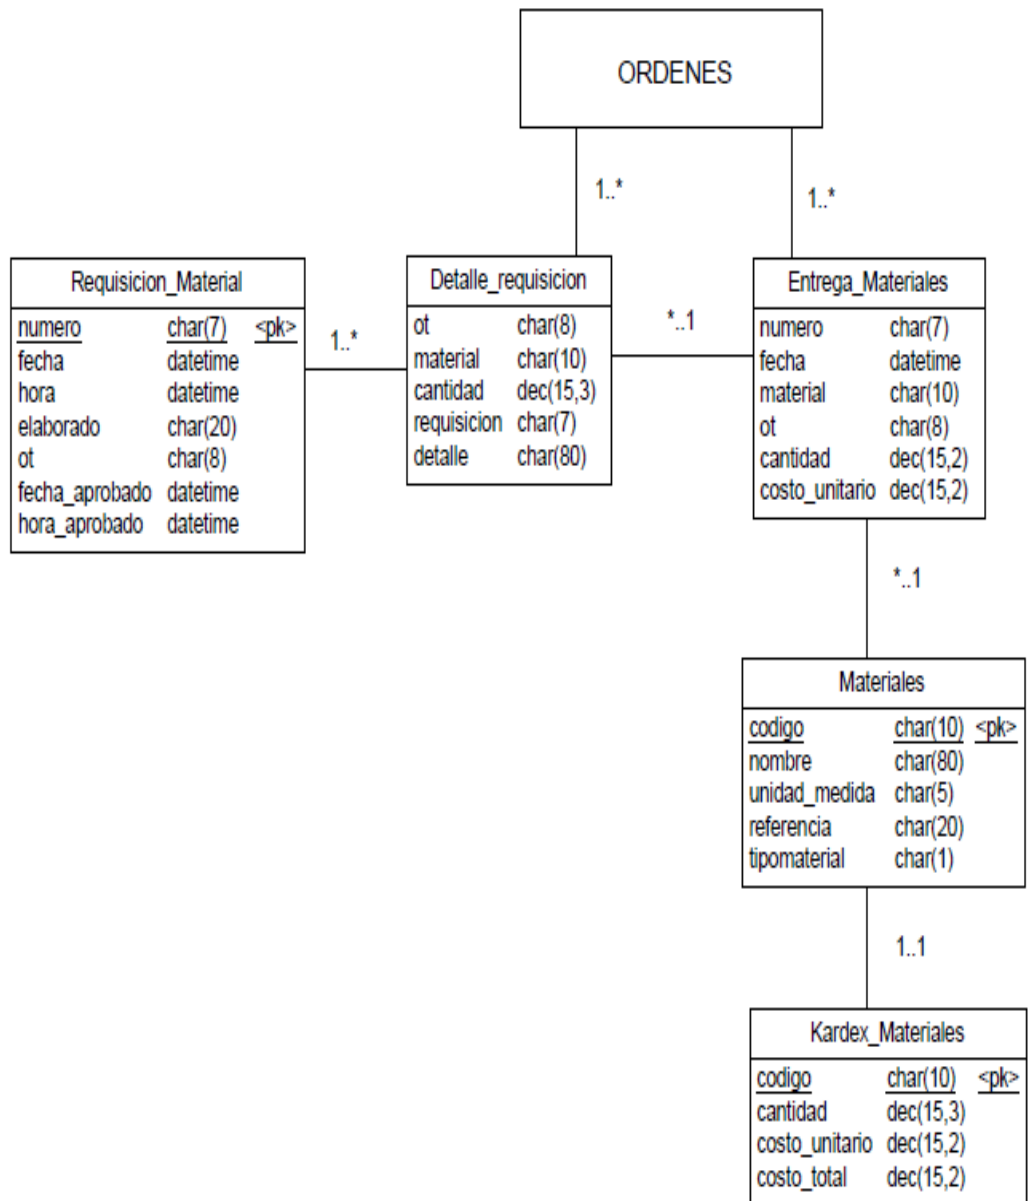 ORDENES
1..*
1..*
Requisicion_Material
numero char(7) <pk>
fecha datetime
hora datetime
elaborado char(20)
ot char(8)
fecha_aprobado datetime
hora_aprobado datetime
1..*
Detalle_requisicion
ot char(8)
material char(10)
cantidad dec(15,3)
requisicion char(7)
detalle char(80)
*..1
Entrega_Materiales
numero char(7)
fecha datetime
material char(10)
ot char(8)
cantidad dec(15,2)
costo_unitario dec(15,2)
*..1
Materiales
codigo char(10) <pk>
nombre char(80)
unidad_medida char(5)
referencia char(20)
tipomaterial char(1)
1..1
Kardex_Materiales
codigo char(10) <pk>
cantidad dec(15,3)
costo_unitario dec(15,2)
costo_total dec(15,2)